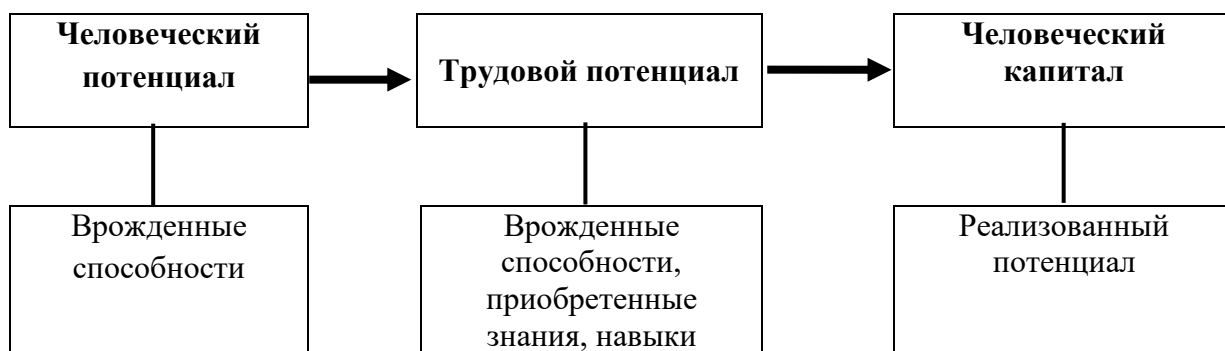 Человеческий
потенциал
Трудовой потенциал
Человеческий
капитал
Врожденные
способности
Врожденные
способности,
приобретенные
знания, навыки
Реализованный
потенциал